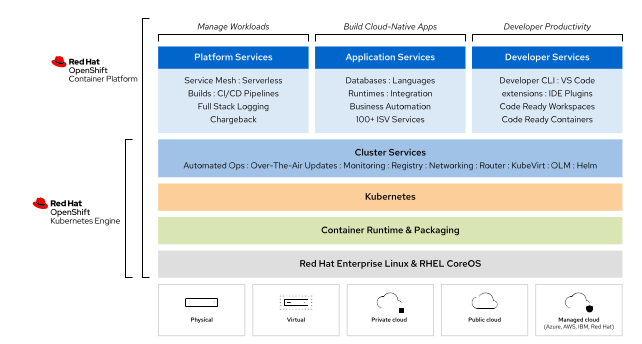 Manage Workloads
Build Cloud-Native Apps
Developer Productivity
Red Hat
OpenShift
Container Platform
Platform Services
Service Mesh : Serverless
Builds : CI/CD Pipelines
Full Stack Logging
Chargeback
Application Services
Databases : Languages
Runtimes : Integration
Business Automation
100+ ISV Services
Developer Services
Developer CLI : VS Code
extensions : IDE Plugins
Code Ready Workspaces
Code Ready Containers
Red Hat
OpenShift
Kubernetes Engine
Cluster Services
Automated Ops : Over-The-Air Updates : Monitoring : Registry : Networking : Router : KubeVirt : OLM : Helm
Kubernetes
Container Runtime & Packaging
Red Hat Enterprise Linux & RHEL CoreOS
Physical
Virtual
Private cloud
Public cloud
Managed cloud
(Azure, AWS, IBM, Red Hat)